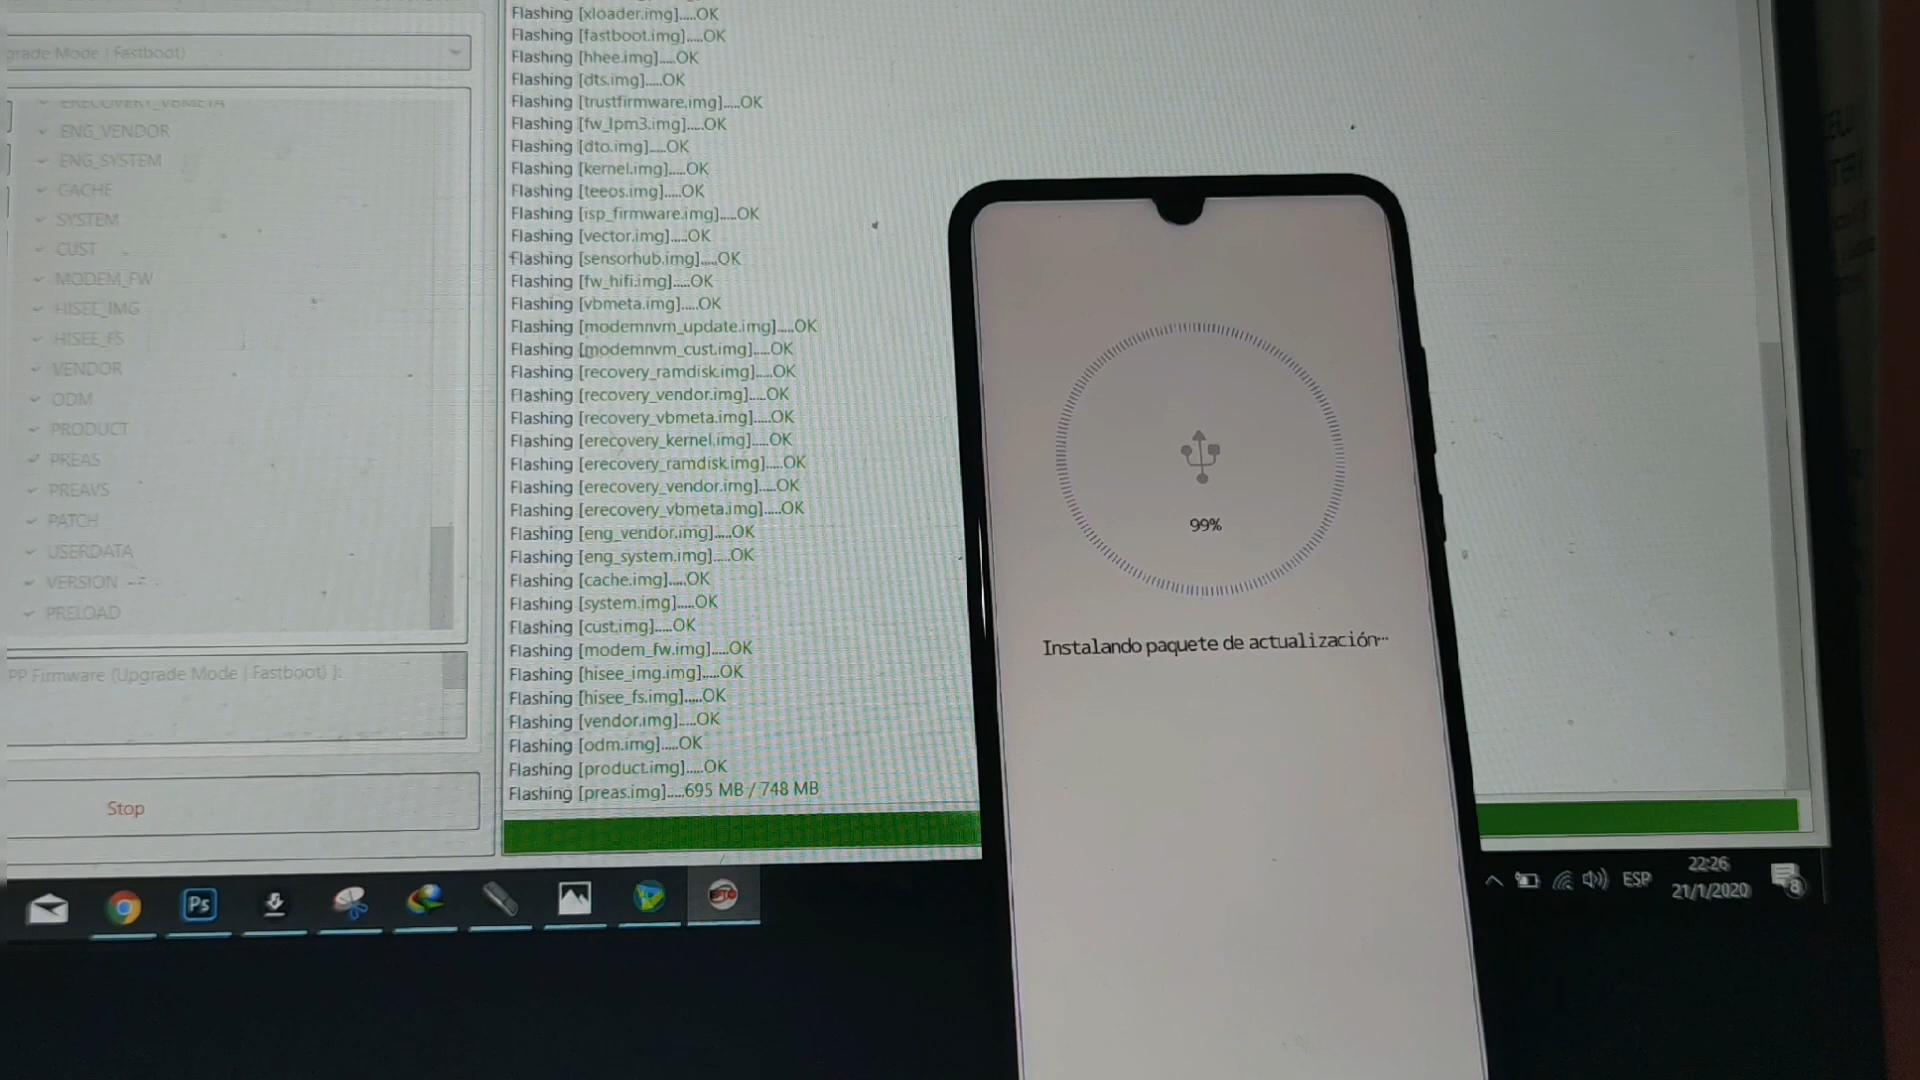 grade Mode | Fastboot)
ERECOVERY_VBMETA
ENG_VENDOR
ENG_SYSTEM
CACHE
SYSTEM
CUST
MODEM_FW
HISEE_IMG
HISEE_FS
VENDOR
ODM
PRODUCT
PREAS
PREAVS
PATCH
USERDATA
VERSION
PRELOAD
PP Firmware (Upgrade Mode | Fastboot) ):
Stop
Flashing [xloader.img].....OK
Flashing [fastboot.img].....OK
Flashing [hhee.img].....OK
Flashing [dts.img].....OK
Flashing [trustfirmware.img].....OK
Flashing [fw_lpm3.img].....OK
Flashing [dto.img].....OK
Flashing [kernel.img].....OK
Flashing [teeos.img].....OK
Flashing [isp_firmware.img].....OK
Flashing [vector.img].....OK
Flashing [sensorhub.img].....OK
Flashing [fw_hifi.img].....OK
Flashing [vbmeta.img].....OK
Flashing [modemnvm_update.img].....OK
Flashing [modemnvm_cust.img].....OK
Flashing [recovery_ramdisk.img].....OK
Flashing [recovery_vendor.img].....OK
Flashing [recovery_vbmeta.img].....OK
Flashing [erecovery_kernel.img].....OK
Flashing [erecovery_ramdisk.img].....OK
Flashing [erecovery_vendor.img].....OK
Flashing [erecovery_vbmeta.img].....OK
Flashing [eng_vendor.img].....OK
Flashing [eng_system.img].....OK
Flashing [cache.img].....OK
Flashing [system.img].....OK
Flashing [cust.img].....OK
Flashing [modem_fw.img].....OK
Flashing [hisee_img.img].....OK
Flashing [hisee_fs.img].....OK
Flashing [vendor.img].....OK
Flashing [odm.img].....OK
Flashing [product.img].....OK
Flashing [preas.img].....695 MB / 748 MB
99%
Instalando paquete de actualización...
Ps
ESP
22:26
21/1/2020
8